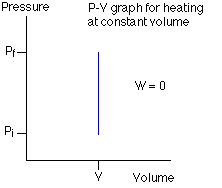 Pressure
P-V graph for heating
at constant volume
Pf
W = 0
Pi
V
Volume